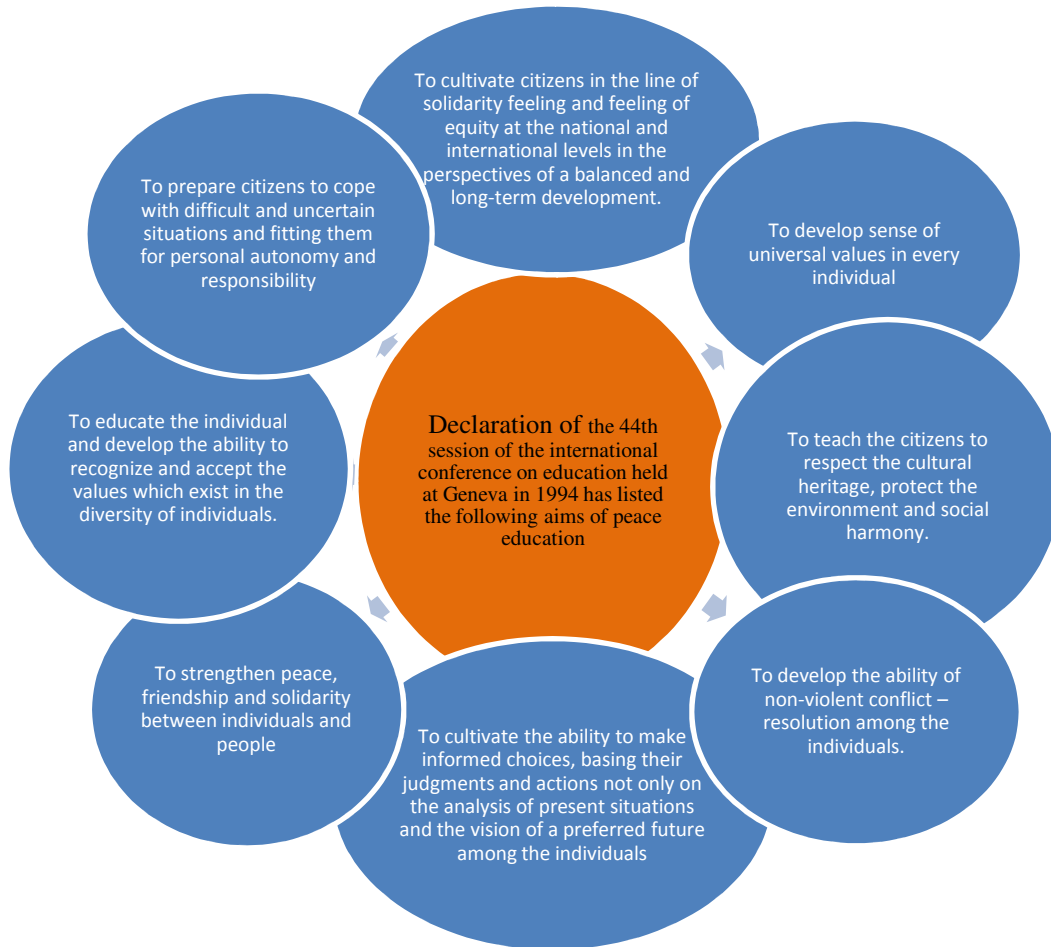 To cultivate citizens in the line of
solidarity feeling and feeling of
equity at the national and
international levels in the
perspectives of a balanced and
long-term development.
To develop sense of
universal values in every
individual
To teach the citizens to
respect the cultural
heritage, protect the
environment and social
harmony.
To develop the ability of
non-violent conflict –
resolution among the
individuals.
To cultivate the ability to make
informed choices, basing their
judgments and actions not only on
the analysis of present situations
and the vision of a preferred future
among the individuals
To strengthen peace,
friendship and solidarity
between individuals and
people
To educate the individual
and develop the ability to
recognize and accept the
values which exist in the
diversity of individuals.
To prepare citizens to cope
with difficult and uncertain
situations and fitting them
for personal autonomy and
responsibility
Declaration of the 44th
session of the international
conference on education held
at Geneva in 1994 has listed
the following aims of peace
education